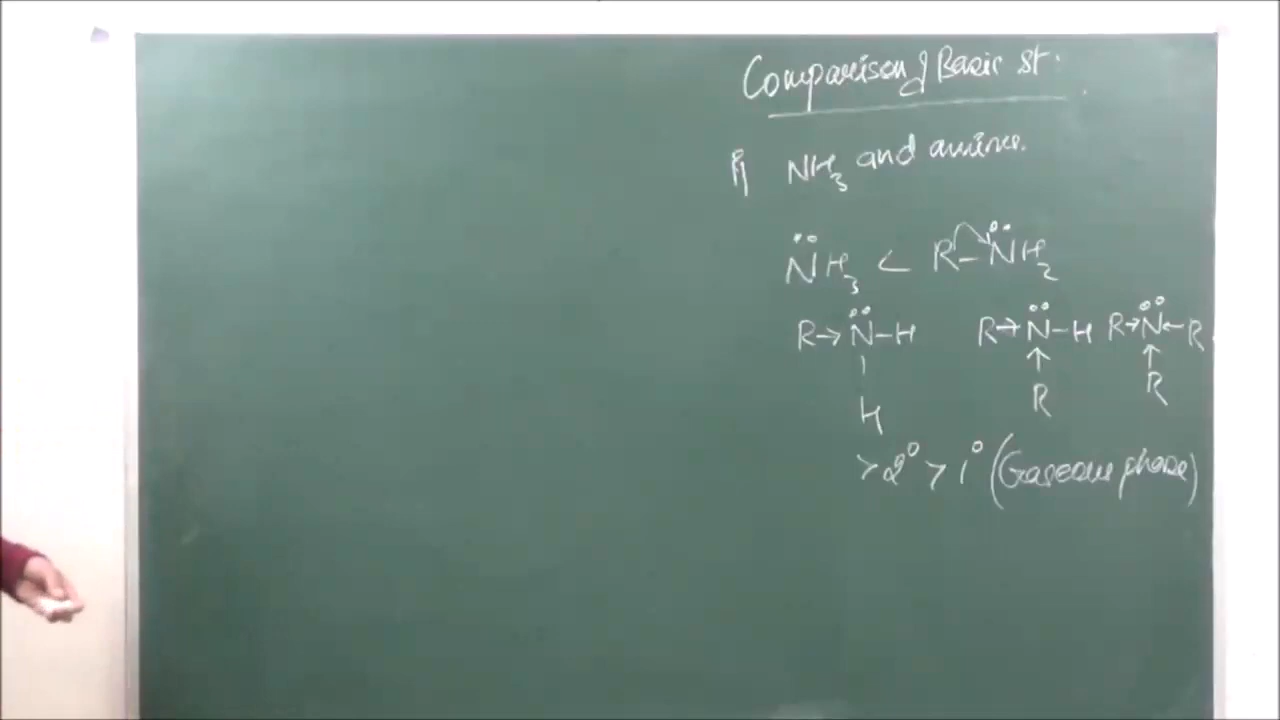 Comparison of Basic st.
i) NH3 and amines.
N̈H3 < R-N̈H2
R→N̈-H R→N̈-H R→N̈←R
↑ ↑
H R R
>2° >1° (Gaseous phase)